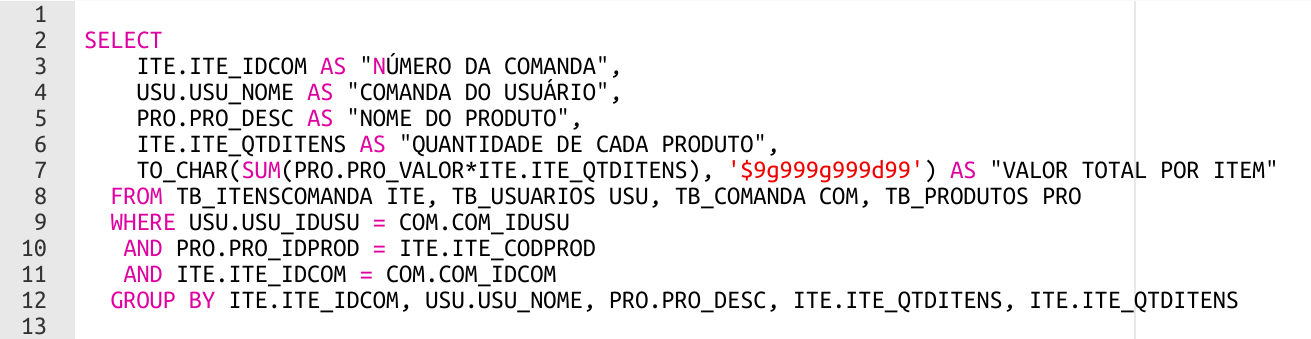 1
2 SELECT
3 ITE.ITE_IDCOM AS "NÚMERO DA COMANDA",
4 USU.USU_NOME AS "COMANDA DO USUÁRIO",
5 PRO.PRO_DESC AS "NOME DO PRODUTO",
6 ITE.ITE_QTDITENS AS "QUANTIDADE DE CADA PRODUTO",
7 TO_CHAR(SUM(PRO.PRO_VALOR*ITE.ITE_QTDITENS), '$9g999g999d99') AS "VALOR TOTAL POR ITEM"
8 FROM TB_ITENSCOMANDA ITE, TB_USUARIOS USU, TB_COMANDA COM, TB_PRODUTOS PRO
9 WHERE USU.USU_IDUSU = COM.COM_IDUSU
10 AND PRO.PRO_IDPROD = ITE.ITE_CODPROD
11 AND ITE.ITE_IDCOM = COM.COM_IDCOM
12 GROUP BY ITE.ITE_IDCOM, USU.USU_NOME, PRO.PRO_DESC, ITE.ITE_QTDITENS, ITE.ITE_QTDITENS
13